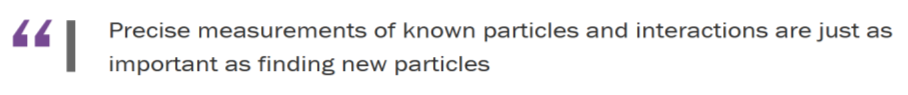 Precise measurements of known particles and interactions are just as
important as finding new particles